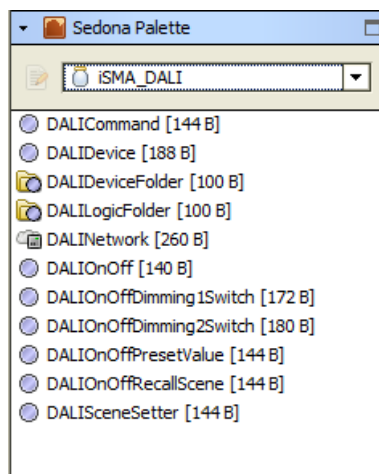 Sedona Palette
iSMA_DALI
DALICommand [144 B]
DALIDevice [188 B]
DALIDeviceFolder [100 B]
DALILogicFolder [100 B]
DALINetwork [260 B]
DALIOnOff [140 B]
DALIOnOffDimming1Switch [172 B]
DALIOnOffDimming2Switch [180 B]
DALIOnOffPresetValue [144 B]
DALIOnOffRecallScene [144 B]
DALISceneSetter [144 B]